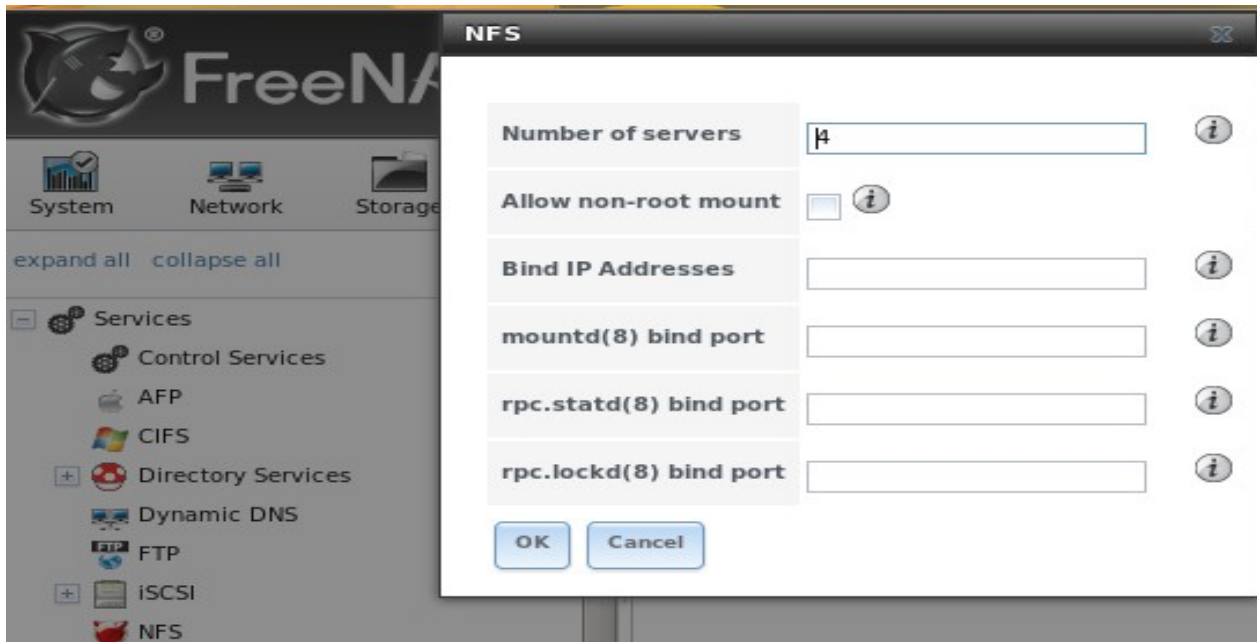 FreeNA
System
Network
Storage
expand all collapse all
Services
Control Services
AFP
CIFS
Directory Services
Dynamic DNS
FTP
iSCSI
NFS
NFS
Number of servers
4
Allow non-root mount
Bind IP Addresses
mountd(8) bind port
rpc.statd(8) bind port
rpc.lockd(8) bind port
OK
Cancel